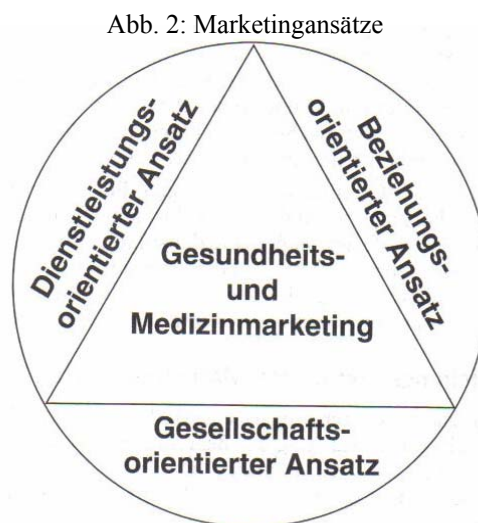 Abb. 2: Marketingansätze
Dienstleistungs-
orientierter Ansatz
Beziehungs-
orientierter Ansatz
Gesundheits-
und
Medizinmarketing
Gesellschafts-
orientierter Ansatz